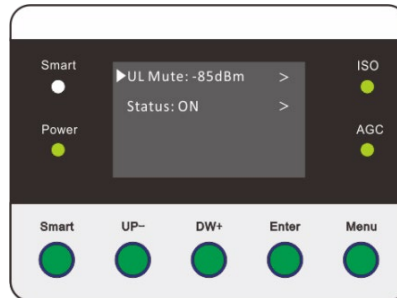 Smart
ISO
▶UL Mute: -85dBm >
Status: ON >
Power
AGC
Smart UP- DW+ Enter Menu